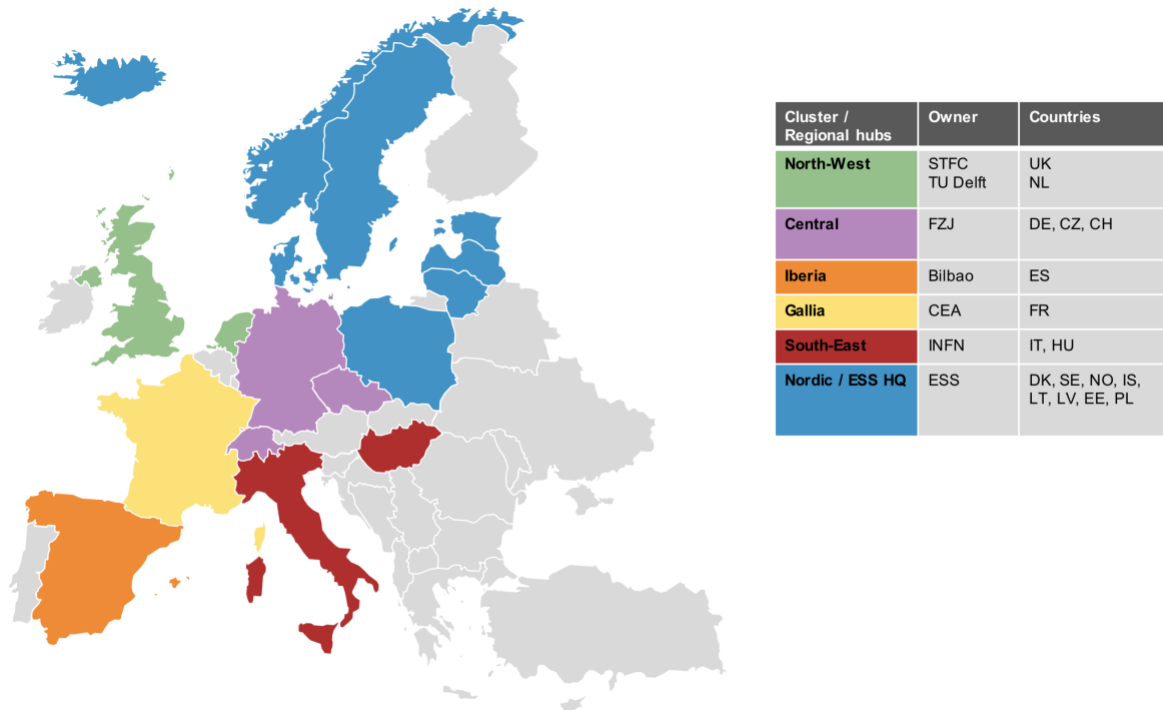 Cluster /
Regional hubs
Owner
Countries
North-West
STFC
TU Delft
UK
NL
Central
FZJ
DE, CZ, CH
Iberia
Bilbao
ES
Gallia
CEA
FR
South-East
INFN
IT, HU
Nordic / ESS HQ
ESS
DK, SE, NO, IS,
LT, LV, EE, PL